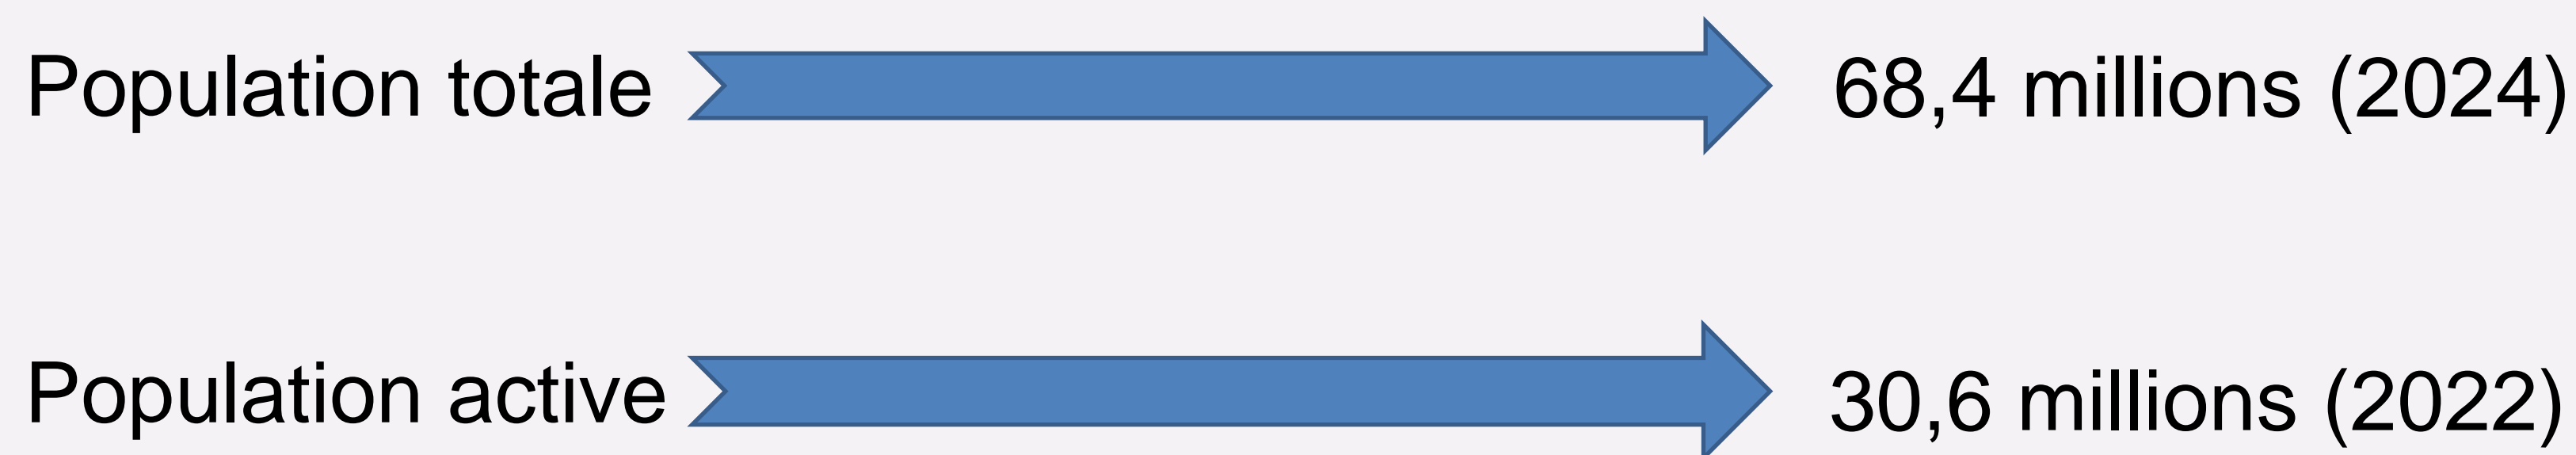 Population totale 68,4 millions (2024)
Population active 30,6 millions (2022)